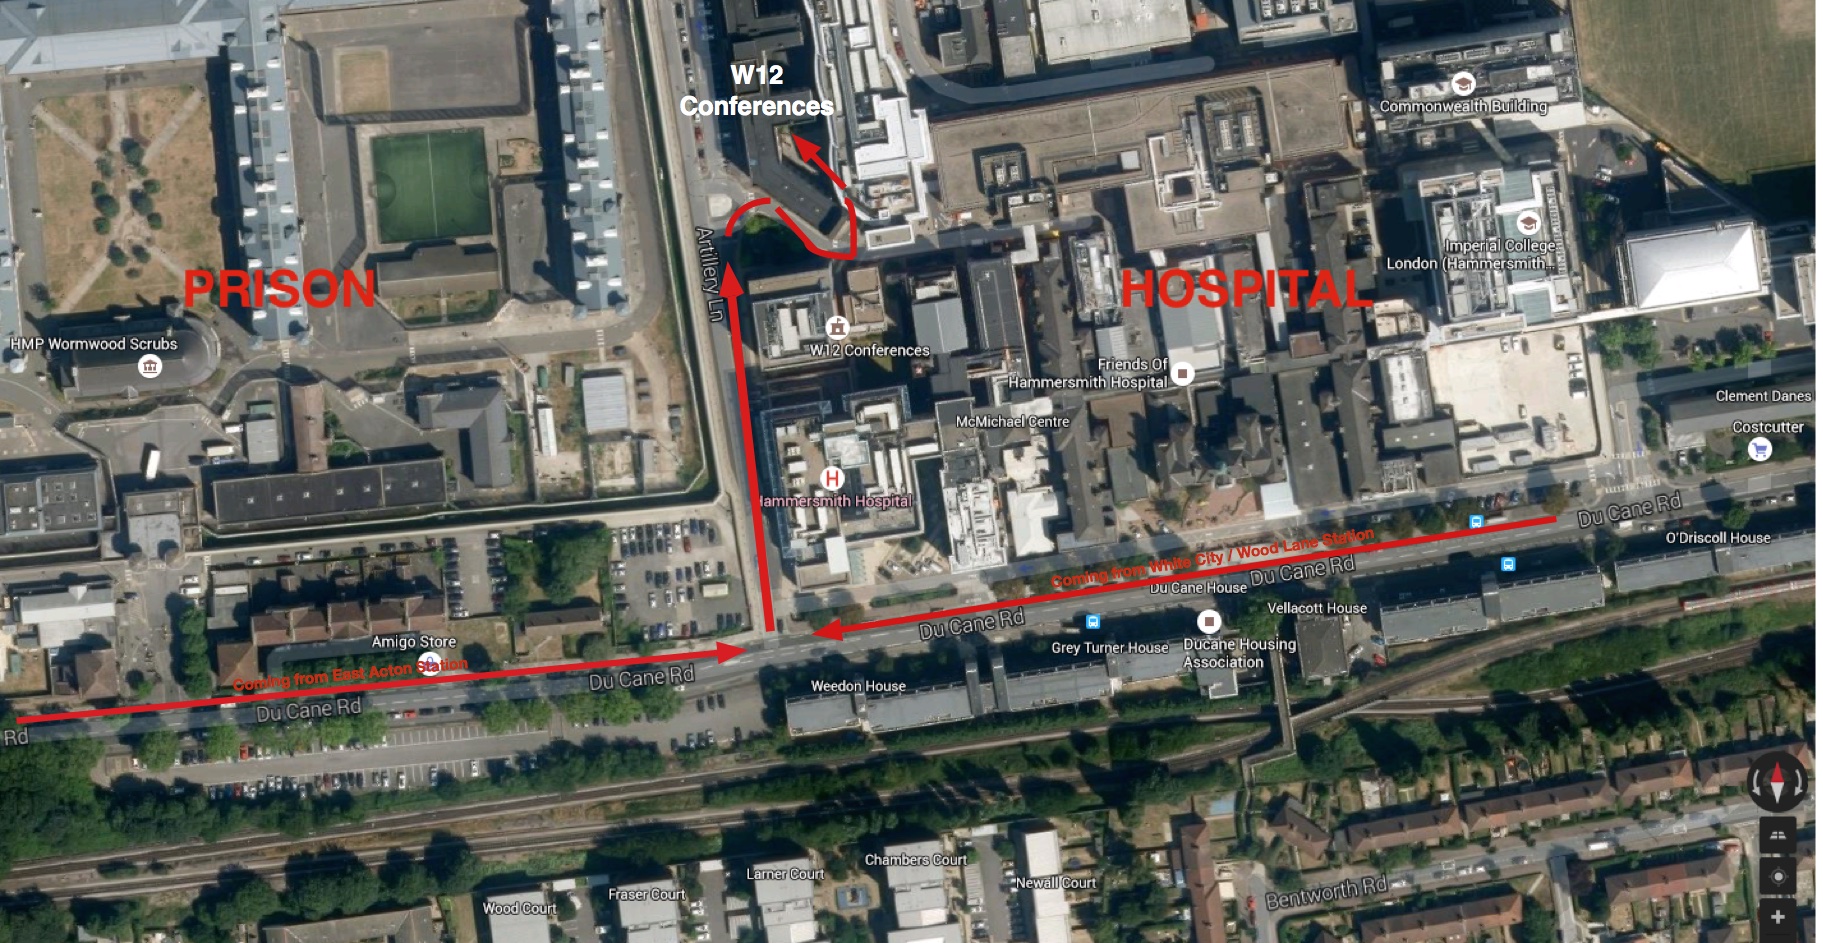 W12
Conferences
Commonwealth Building
Artillery Ln
Imperial College
London (Hammersmith...
PRISON
HOSPITAL
HMP Wormwood Scrubs
W12 Conferences
Friends Of
Hammersmith Hospital
McMichael Centre
Clement Danes
Costcutter
H
Hammersmith Hospital
Du Cane Rd
Coming from White City / Wood Lane Station
O'Driscoll House
Du Cane Rd
Du Cane House
Vellacott House
Du Cane Rd
Amigo Store
Grey Turner House
Ducane Housing
Association
Coming from East Acton Station
Du Cane Rd
Weedon House
Du Cane Rd
Rd
Chambers Court
Larner Court
Newall Court
Fraser Court
Bentworth Rd
Wood Court